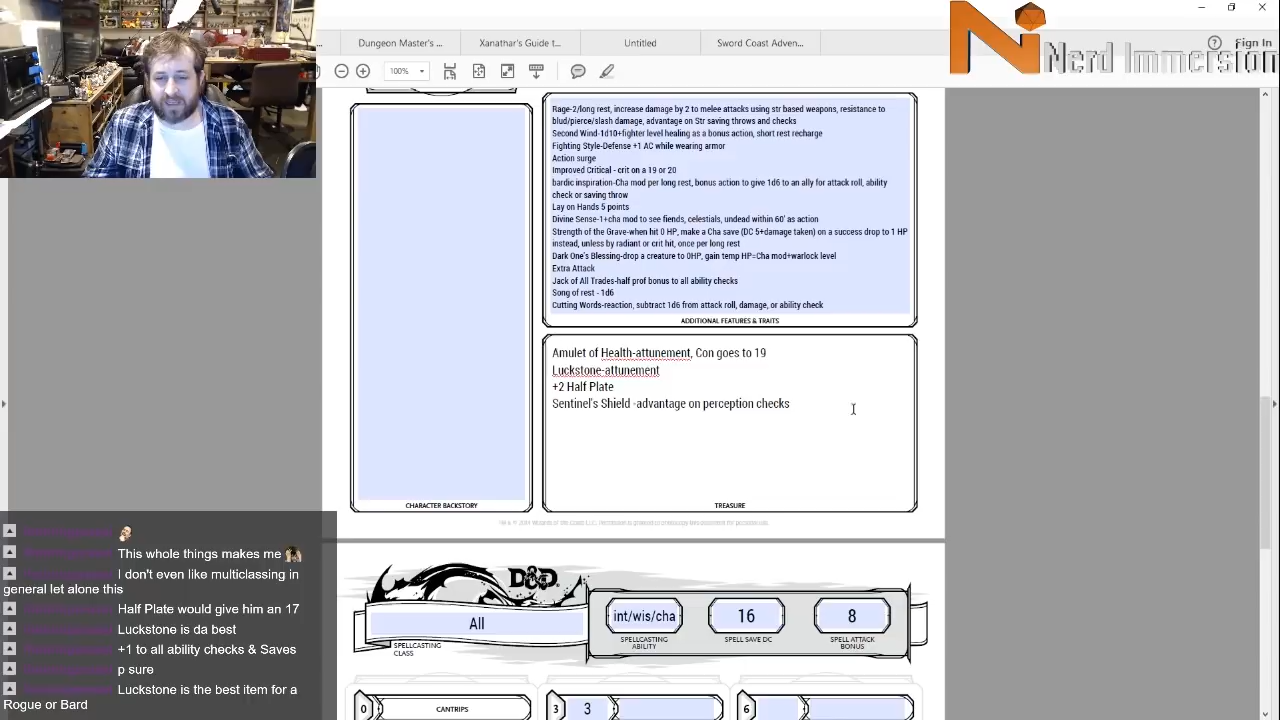 Dungeon Master's ...
Xanathar's Guide t...
Untitled
Sword Coast Adven...
Sign In
Nerd Immersion
100%
Rage-2/long rest, increase damage by 2 to melee attacks using str based weapons, resistance to
blud/pierce/slash damage, advantage on Str saving throws and checks
Second Wind-1d10+fighter level healing as a bonus action, short rest recharge
Fighting Style-Defense +1 AC while wearing armor
Action surge
Improved Critical - crit on a 19 or 20
bardic inspiration-Cha mod per long rest, bonus action to give 1d6 to an ally for attack roll, ability
check or saving throw
Lay on Hands 5 points
Divine Sense-1+cha mod to see fiends, celestials, undead within 60' as action
Strength of the Grave-when hit 0 HP, make a Cha save (DC 5+damage taken) on a success drop to 1 HP
instead, unless by radiant or crit hit, once per long rest
Dark One's Blessing-drop a creature to 0HP, gain temp HP=Cha mod+warlock level
Extra Attack
Jack of All Trades-half prof bonus to all ability checks
Song of rest - 1d6
Cutting Words-reaction, subtract 1d6 from attack roll, damage, or ability check
ADDITIONAL FEATURES & TRAITS
Amulet of Health-attunement, Con goes to 19
Luckstone-attunement
+2 Half Plate
Sentinel's Shield -advantage on perception checks
CHARACTER BACKSTORY
TREASURE
This whole things makes me
I don't even like multiclassing in
general let alone this
Half Plate would give him an 17
Luckstone is da best
+1 to all ability checks & Saves
p sure
Luckstone is the best item for a
Rogue or Bard
D&D
All
SPELLCASTING
CLASS
int/wis/cha
SPELLCASTING
ABILITY
16
SPELL SAVE DC
8
SPELL ATTACK
BONUS
0
CANTRIPS
3
3
6